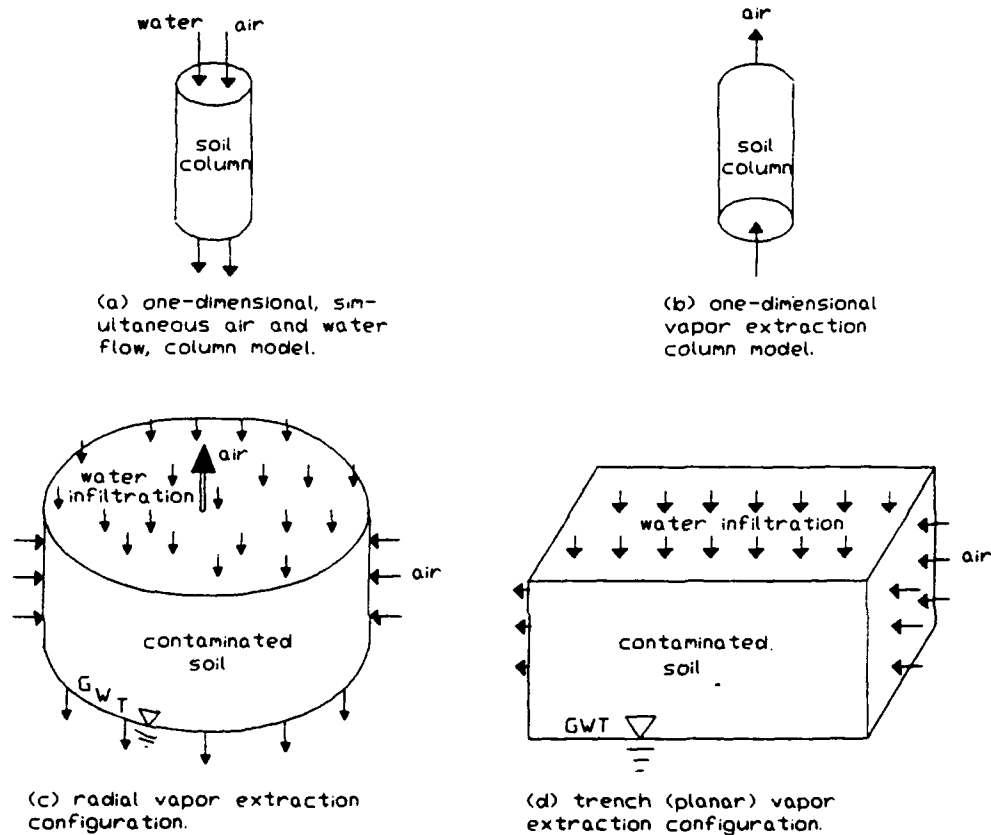 water air
soil
column
(a) one-dimensional, sim-
ultaneous air and water
flow, column model.
air
soil
column
(b) one-dimensional
vapor extraction
column model.
air
water
infiltration
air
contaminated
soil
GWT
(c) radial vapor extraction
configuration.
water infiltration
air
contaminated.
soil
GWT
(d) trench (planar) vapor
extraction configuration.